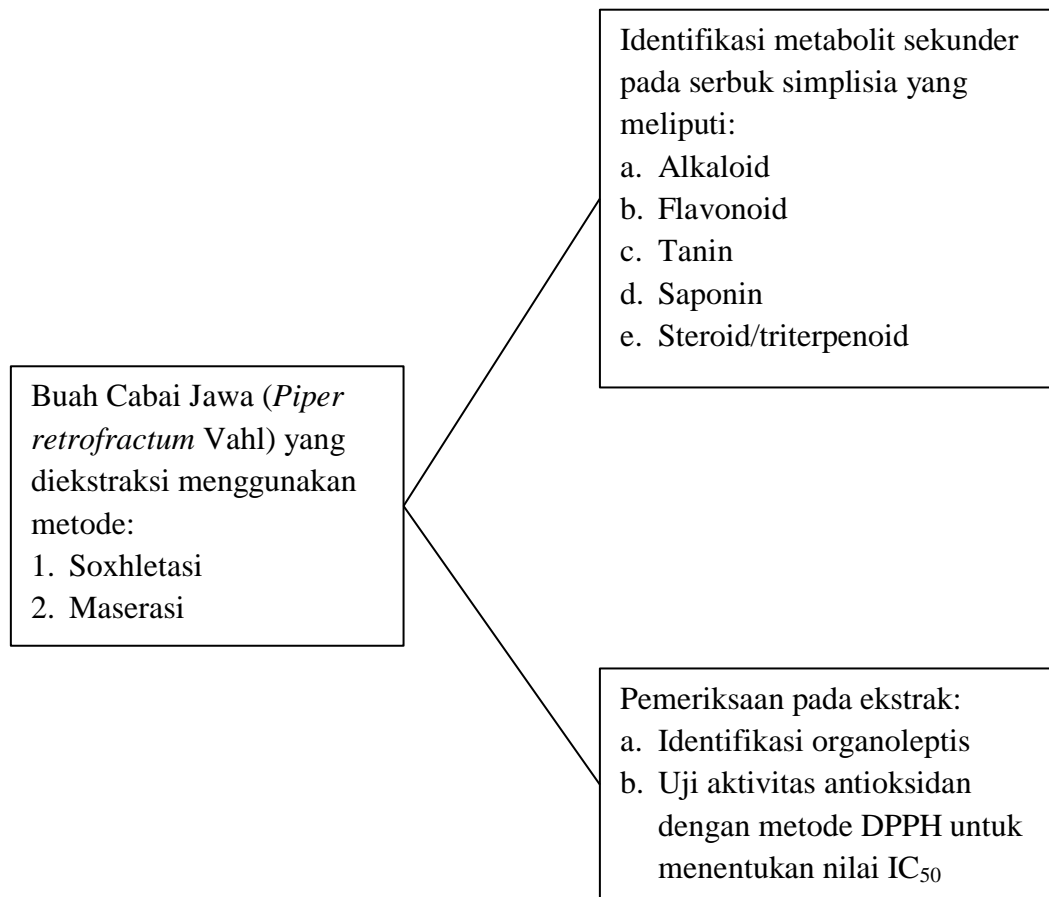 Identifikasi metabolit sekunder
pada serbuk simplisia yang
meliputi:
a. Alkaloid
b. Flavonoid
c. Tanin
d. Saponin
e. Steroid/triterpenoid
Buah Cabai Jawa (Piper
retrofractum Vahl) yang
diekstraksi menggunakan
metode:
1. Soxhletasi
2. Maserasi
Pemeriksaan pada ekstrak:
a. Identifikasi organoleptis
b. Uji aktivitas antioksidan
dengan metode DPPH untuk
menentukan nilai IC₅₀